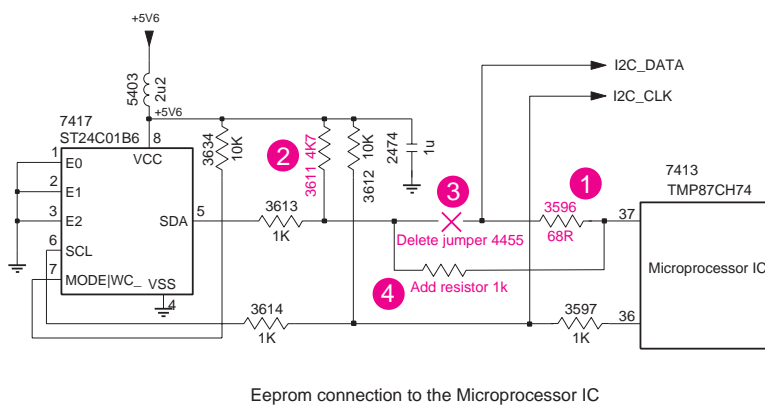 +5V6
5403
2u2
+5V6
I2C_DATA
I2C_CLK
7417
ST24C01B6
1
E0
2
E1
3
E2
6
SCL
7
MODE|WC_
8
VCC
SDA
5
VSS
4
3634
10K
2
3611 4K7
3612
10K
2474
1u
3613
1K
3
Delete jumper 4455
1
3596
68R
4
Add resistor 1k
3614
1K
3597
1K
7413
TMP87CH74
37
Microprocessor IC
36
Eeprom connection to the Microprocessor IC